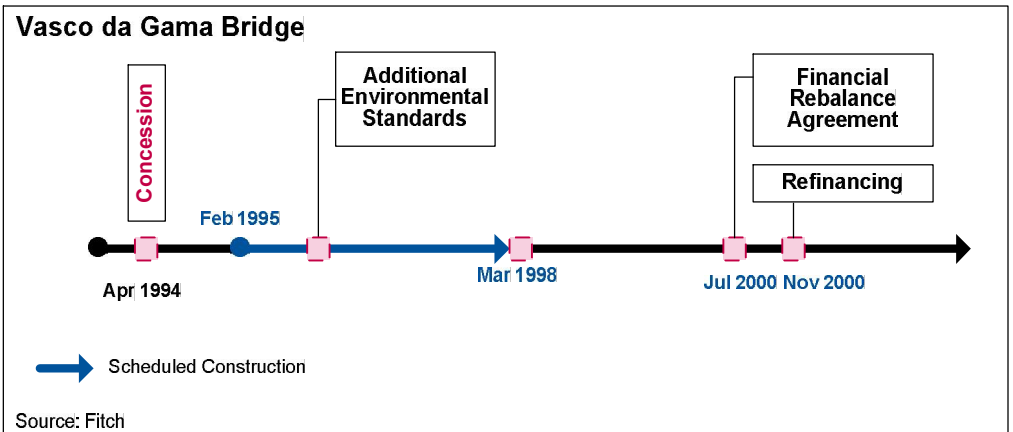 Vasco da Gama Bridge
Concession
Additional
Environmental
Standards
Financial
Rebalance
Agreement
Refinancing
Feb 1995
Apr 1994
Mar 1998
Jul 2000
Nov 2000
Scheduled Construction
Source: Fitch